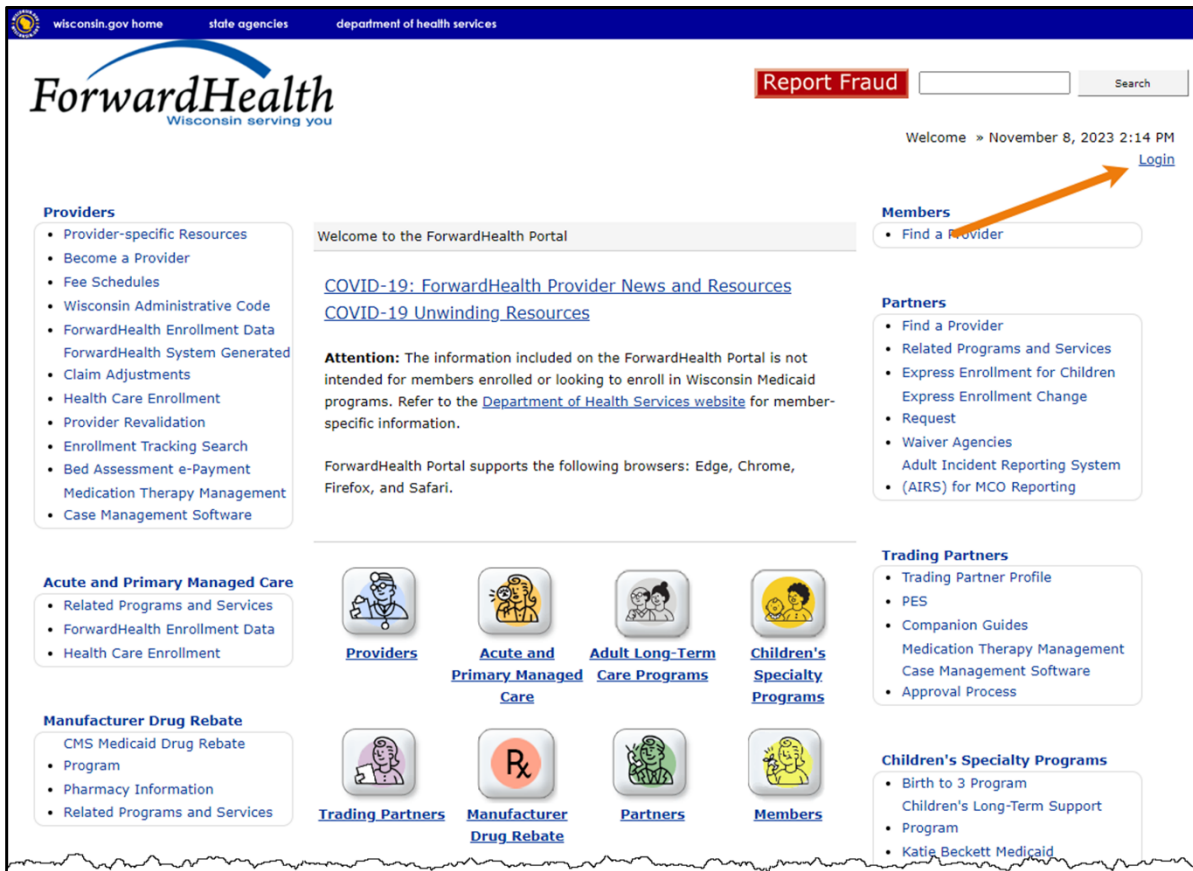 wisconsin.gov home state agencies department of health services
ForwardHealth
Wisconsin serving you
Report Fraud
Search
Welcome » November 8, 2023 2:14 PM
Login
Providers
Provider-specific Resources
Become a Provider
Fee Schedules
Wisconsin Administrative Code
ForwardHealth Enrollment Data
ForwardHealth System Generated
Claim Adjustments
Health Care Enrollment
Provider Revalidation
Enrollment Tracking Search
Bed Assessment e-Payment
Medication Therapy Management
Case Management Software
Acute and Primary Managed Care
Related Programs and Services
ForwardHealth Enrollment Data
Health Care Enrollment
Manufacturer Drug Rebate
CMS Medicaid Drug Rebate
Program
Pharmacy Information
Related Programs and Services
Welcome to the ForwardHealth Portal
COVID-19: ForwardHealth Provider News and Resources
COVID-19 Unwinding Resources
Attention: The information included on the ForwardHealth Portal is not
intended for members enrolled or looking to enroll in Wisconsin Medicaid
programs. Refer to the Department of Health Services website for member-
specific information.
ForwardHealth Portal supports the following browsers: Edge, Chrome,
Firefox, and Safari.
Providers
Acute and
Primary Managed
Care
Adult Long-Term
Care Programs
Children's
Specialty
Programs
Rx
Trading Partners
Manufacturer
Drug Rebate
Partners
Members
Members
Find a Provider
Partners
Find a Provider
Related Programs and Services
Express Enrollment for Children
Express Enrollment Change
Request
Waiver Agencies
Adult Incident Reporting System
(AIRS) for MCO Reporting
Trading Partners
Trading Partner Profile
PES
Companion Guides
Medication Therapy Management
Case Management Software
Approval Process
Children's Specialty Programs
Birth to 3 Program
Children's Long-Term Support
Program
Katie Beckett Medicaid